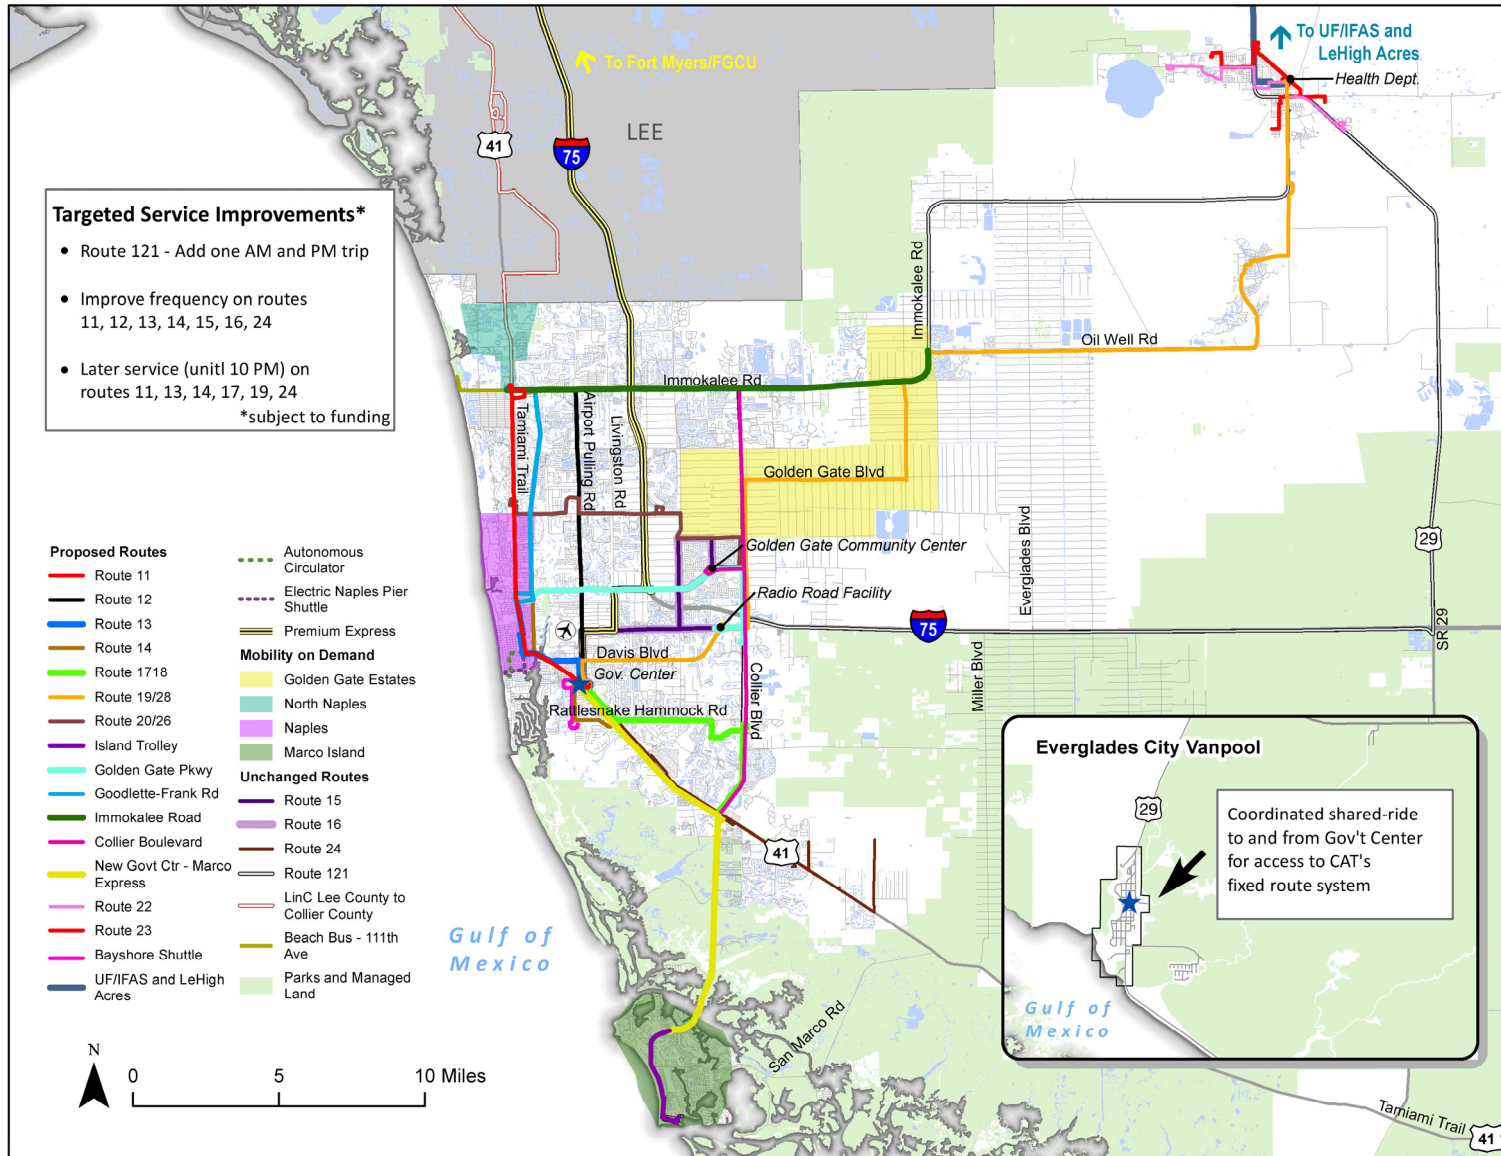 To Fort Myers/FGCU
To UF/IFAS and
LeHigh Acres
Health Dept.
LEE
41
75
Targeted Service Improvements*
• Route 121 - Add one AM and PM trip
• Improve frequency on routes
11, 12, 13, 14, 15, 16, 24
• Later service (unitl 10 PM) on
routes 11, 13, 14, 17, 19, 24
*subject to funding
Immokalee Rd
Oil Well Rd
Immokalee Rd
Tamiami Trail
Airport Pulling Rd
Livingston Rd
Golden Gate Blvd
Everglades Blvd
29
SR 29
Golden Gate Community Center
Radio Road Facility
75
Davis Blvd
Gov. Center
Rattlesnake Hammock Rd
Collier Blvd
Miller Blvd
41
San Marco Rd
Gulf of
Mexico
Proposed Routes
Route 11
Route 12
Route 13
Route 14
Route 1718
Route 19/28
Route 20/26
Island Trolley
Golden Gate Pkwy
Goodlette-Frank Rd
Immokalee Road
Collier Boulevard
New Govt Ctr - Marco
Express
Route 22
Route 23
Bayshore Shuttle
UF/IFAS and LeHigh
Acres
Autonomous
Circulator
Electric Naples Pier
Shuttle
Premium Express
Mobility on Demand
Golden Gate Estates
North Naples
Naples
Marco Island
Unchanged Routes
Route 15
Route 16
Route 24
Route 121
LinC Lee County to
Collier County
Beach Bus - 111th
Ave
Parks and Managed
Land
N
0 5 10 Miles
Everglades City Vanpool
29
Coordinated shared-ride
to and from Gov't Center
for access to CAT's
fixed route system
Gulf of
Mexico
Tamiami Trail
41